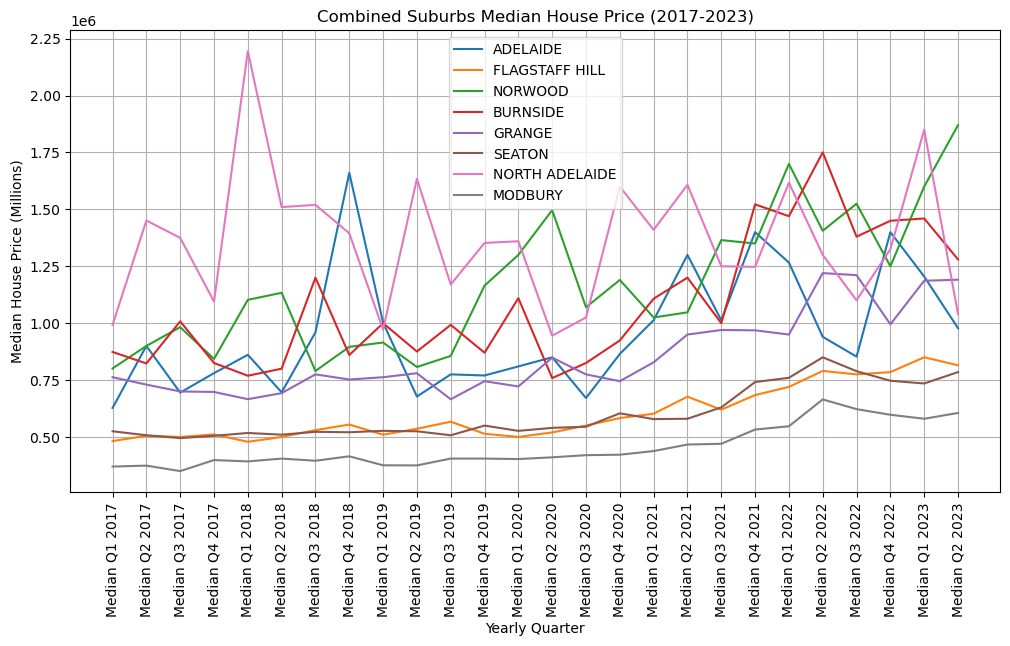 Combined Suburbs Median House Price (2017-2023)
1e6
2.25
2.00
1.75
1.50
1.25
1.00
0.75
0.50
Median House Price (Millions)
ADELAIDE
FLAGSTAFF HILL
NORWOOD
BURNSIDE
GRANGE
SEATON
NORTH ADELAIDE
MODBURY
Median Q1 2017
Median Q2 2017
Median Q3 2017
Median Q4 2017
Median Q1 2018
Median Q2 2018
Median Q3 2018
Median Q4 2018
Median Q1 2019
Median Q2 2019
Median Q3 2019
Median Q4 2019
Median Q1 2020
Median Q2 2020
Median Q3 2020
Median Q4 2020
Median Q1 2021
Median Q2 2021
Median Q3 2021
Median Q4 2021
Median Q1 2022
Median Q2 2022
Median Q3 2022
Median Q4 2022
Median Q1 2023
Median Q2 2023
Yearly Quarter